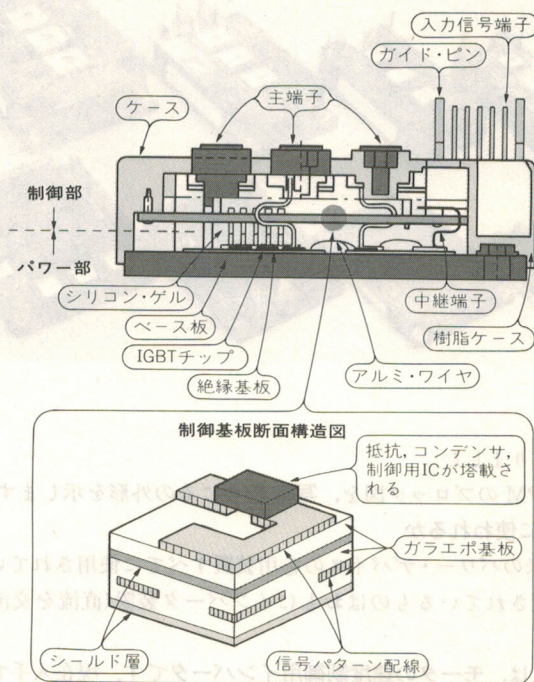 入力信号端子
ガイド・ピン
主端子
ケース
制御部
パワー部
シリコン・ゲル
ベース板
IGBTチップ
絶縁基板
中継端子
樹脂ケース
アルミ・ワイヤ
制御基板断面構造図
抵抗,コンデンサ,
制御用ICが塔載さ
れる
ガラエポ基板
シールド層
信号パターン配線